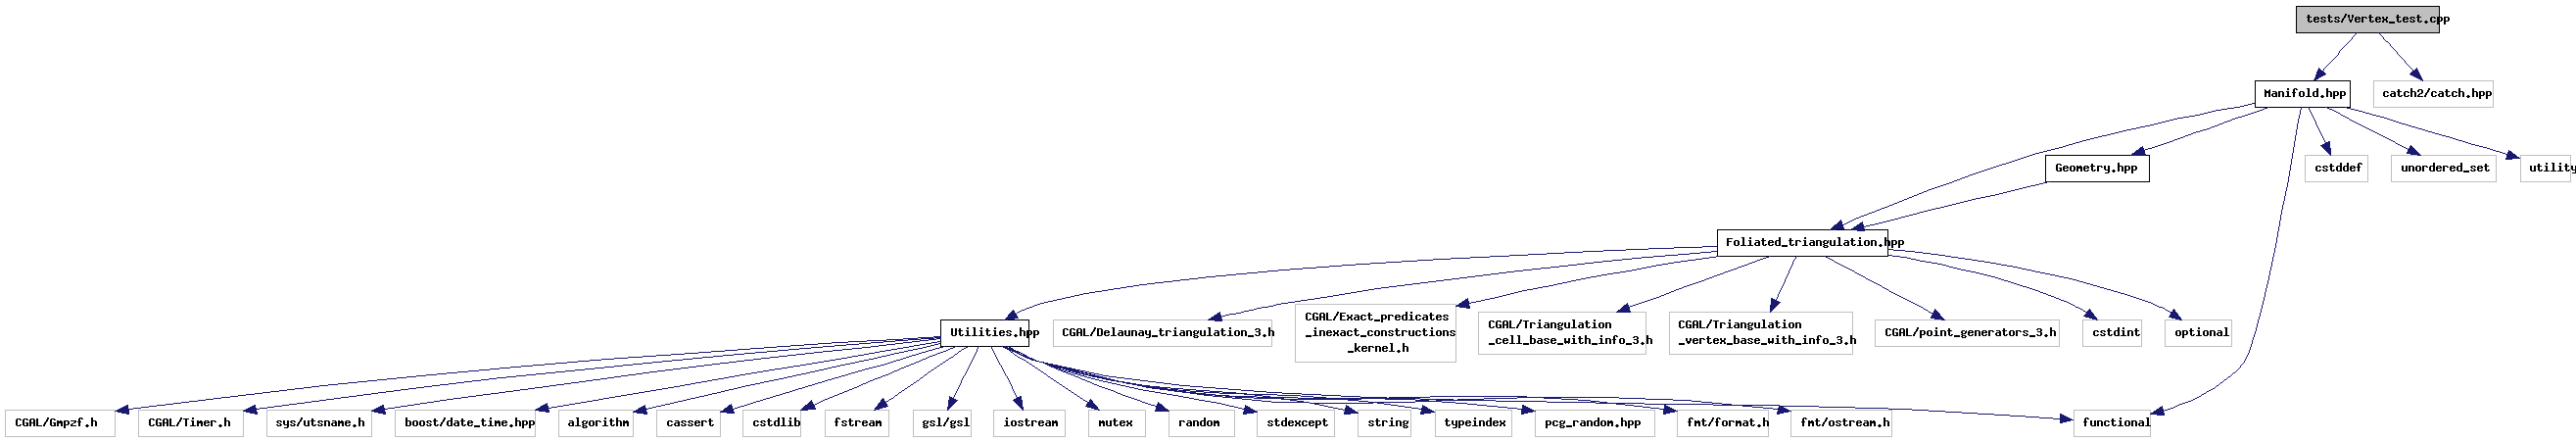 tests/Vertex_test.cpp
Manifold.hpp
catch2/catch.hpp
Geometry.hpp
cstddef
unordered_set
utility
Foliated_triangulation.hpp
Utilities.hpp
CGAL/Delaunay_triangulation_3.h
CGAL/Exact_predicates
_inexact_constructions
_kernel.h
CGAL/Triangulation
_cell_base_with_info_3.h
CGAL/Triangulation
_vertex_base_with_info_3.h
CGAL/point_generators_3.h
cstdint
optional
CGAL/Gmpzf.h
CGAL/Timer.h
sys/utsname.h
boost/date_time.hpp
algorithm
cassert
cstdlib
fstream
gsl/gsl
iostream
mutex
random
stdexcept
string
typeindex
pcg_random.hpp
fmt/format.h
fmt/ostream.h
functional